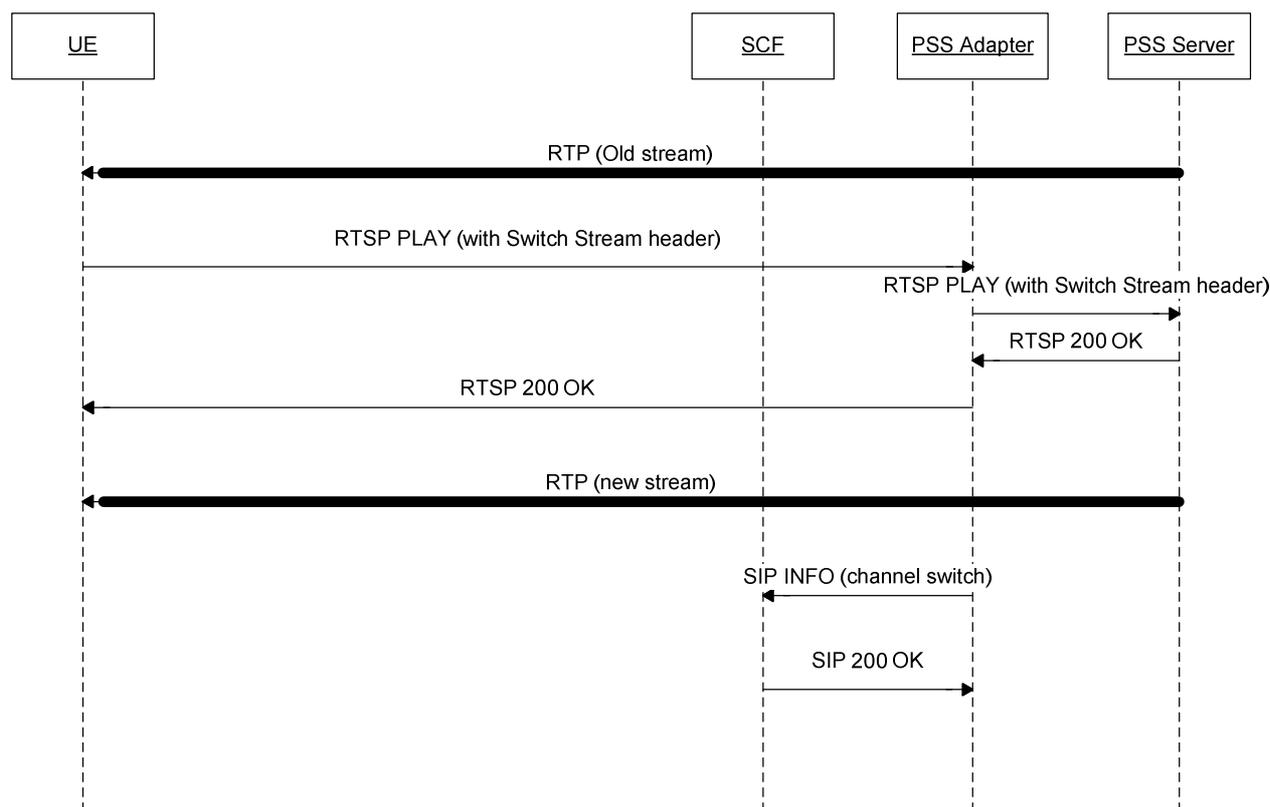 UE
SCF
PSS Adapter
PSS Server
RTP (Old stream)
RTSP PLAY (with Switch Stream header)
RTSP PLAY (with Switch Stream header)
RTSP 200 OK
RTSP 200 OK
RTP (new stream)
SIP INFO (channel switch)
SIP 200 OK